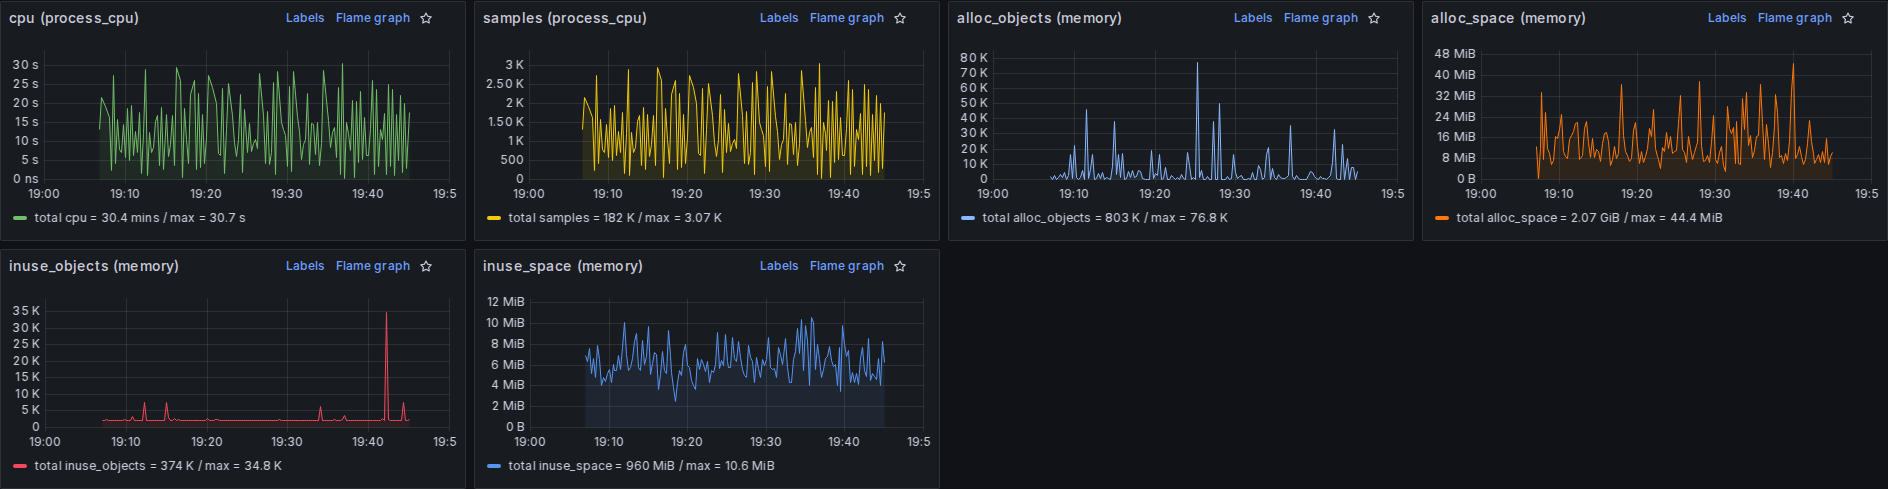 cpu (process_cpu) Labels Flame graph
30 s
25 s
20 s
15 s
10 s
5 s
0 ns
19:00 19:10 19:20 19:30 19:40 19:5
total cpu = 30.4 mins / max = 30.7 s
samples (process_cpu) Labels Flame graph
3 K
2.50 K
2 K
1.50 K
1 K
500
0
19:00 19:10 19:20 19:30 19:40 19:5
total samples = 182 K / max = 3.07 K
alloc_objects (memory) Labels Flame graph
80 K
70 K
60 K
50 K
40 K
30 K
20 K
10 K
0
19:00 19:10 19:20 19:30 19:40 19:5
total alloc_objects = 803 K / max = 76.8 K
alloc_space (memory) Labels Flame graph
48 MiB
40 MiB
32 MiB
24 MiB
16 MiB
8 MiB
0 B
19:00 19:10 19:20 19:30 19:40 19:5
total alloc_space = 2.07 GiB / max = 44.4 MiB
inuse_objects (memory) Labels Flame graph
35 K
30 K
25 K
20 K
15 K
10 K
5 K
0
19:00 19:10 19:20 19:30 19:40 19:5
total inuse_objects = 374 K / max = 34.8 K
inuse_space (memory) Labels Flame graph
12 MiB
10 MiB
8 MiB
6 MiB
4 MiB
2 MiB
0 B
19:00 19:10 19:20 19:30 19:40 19:5
total inuse_space = 960 MiB / max = 10.6 MiB